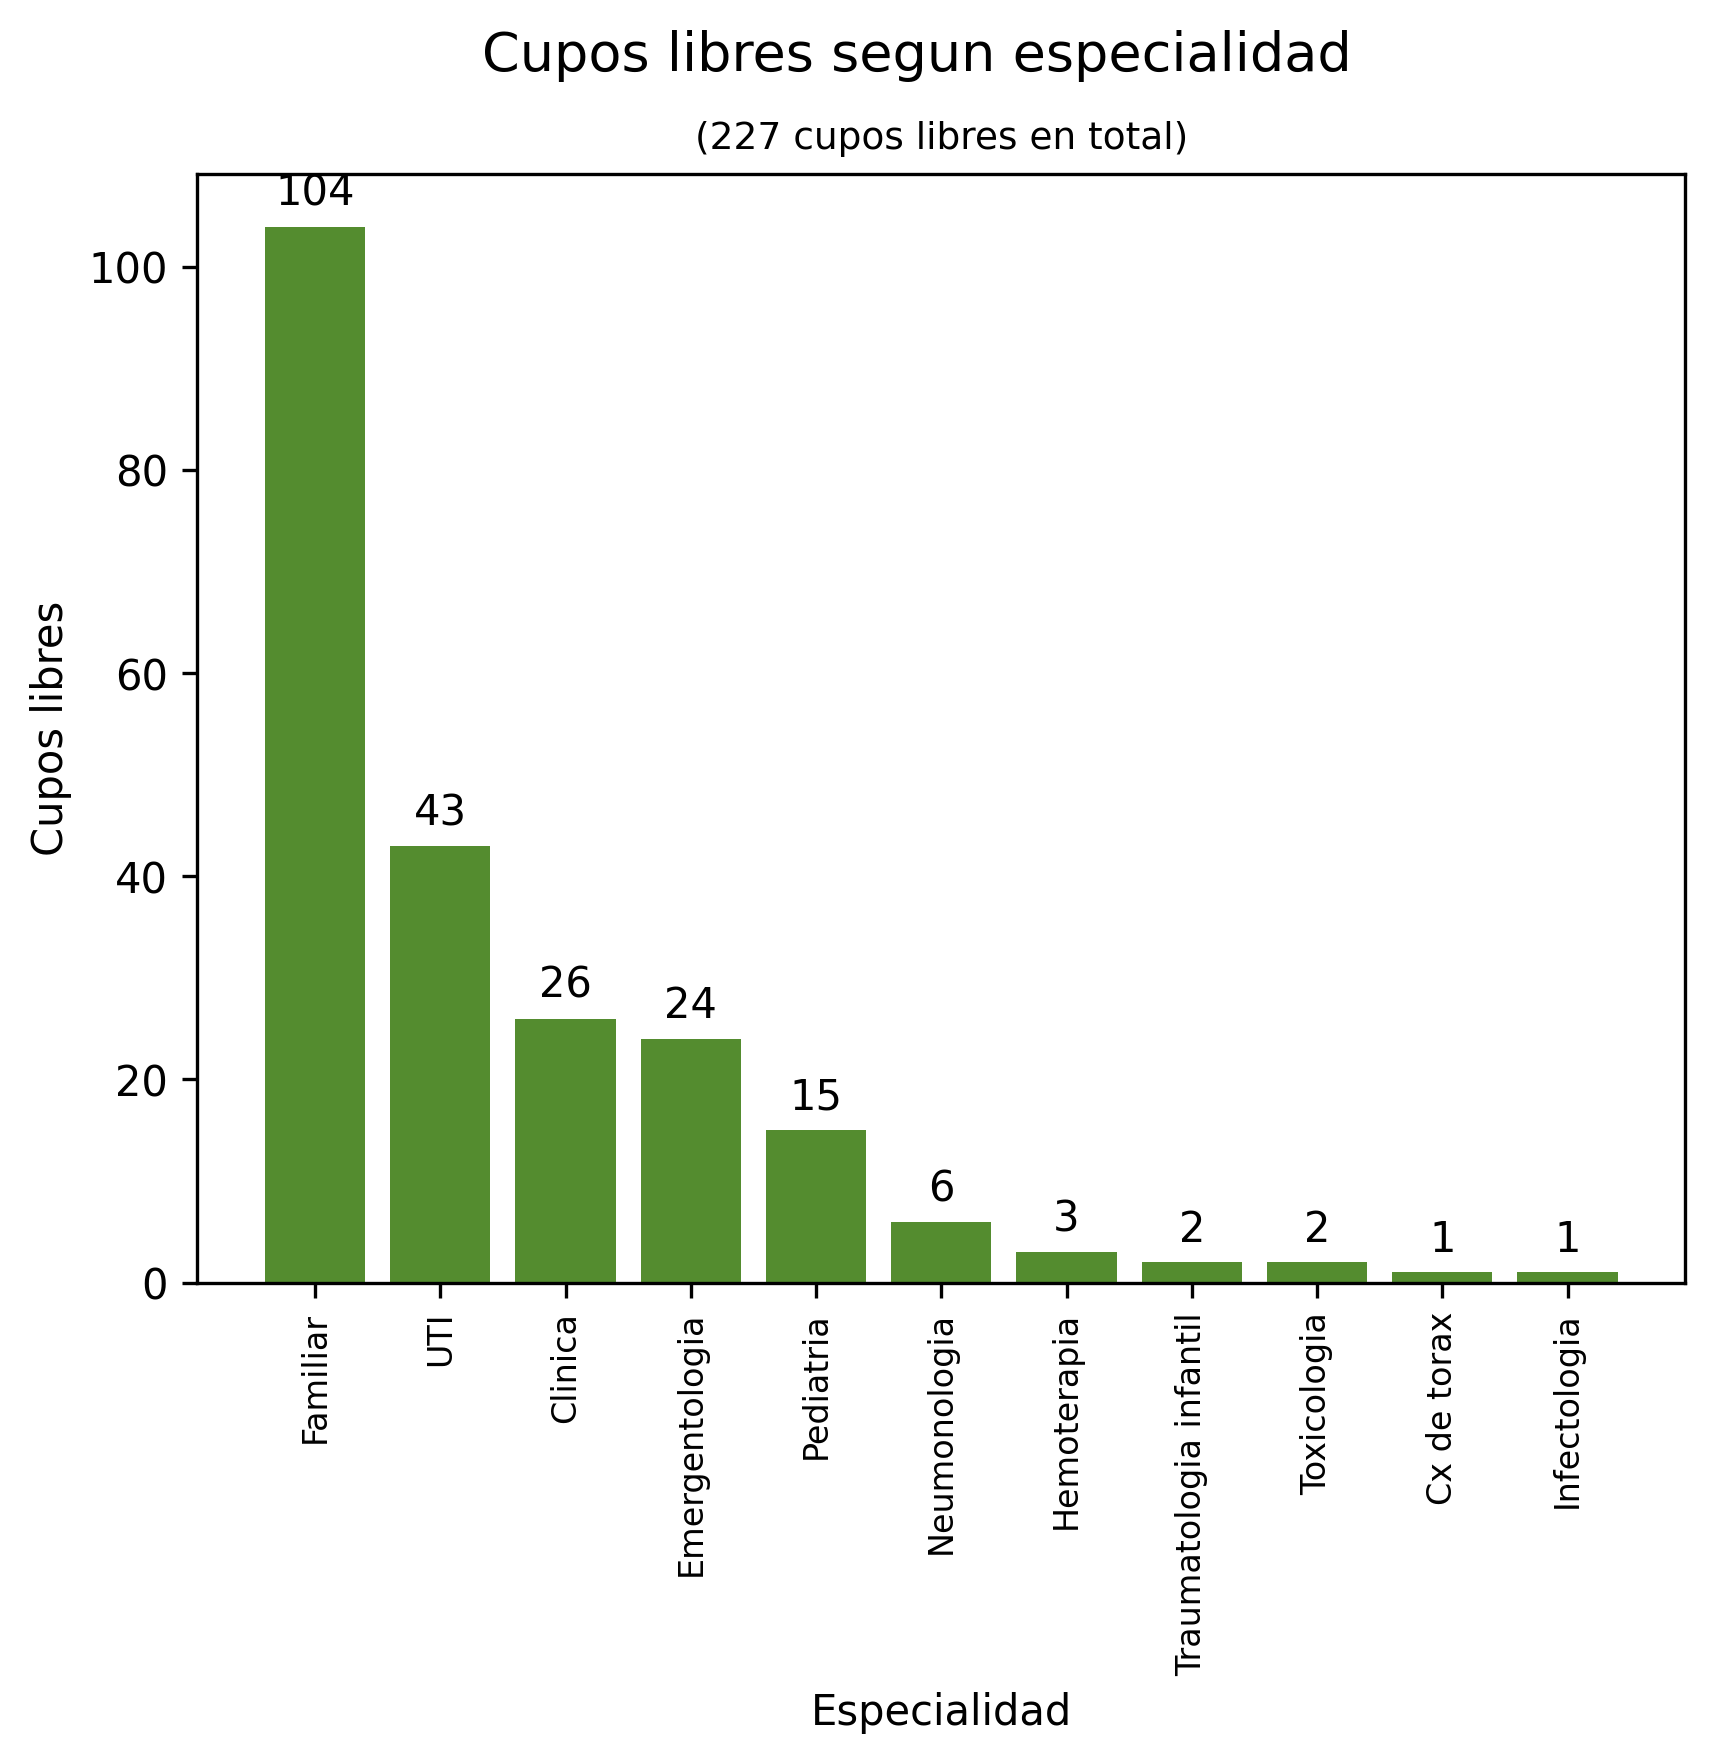 Cupos libres segun especialidad
(227 cupos libres en total)
104
100
80
60
40
20
0
Cupos libres
43
26
24
15
6
3
2
2
1
1
Familiar
UTI
Clinica
Emergentologia
Pediatria
Neumonologia
Hemoterapia
Traumatologia infantil
Toxicologia
Cx de torax
Infectologia
Especialidad